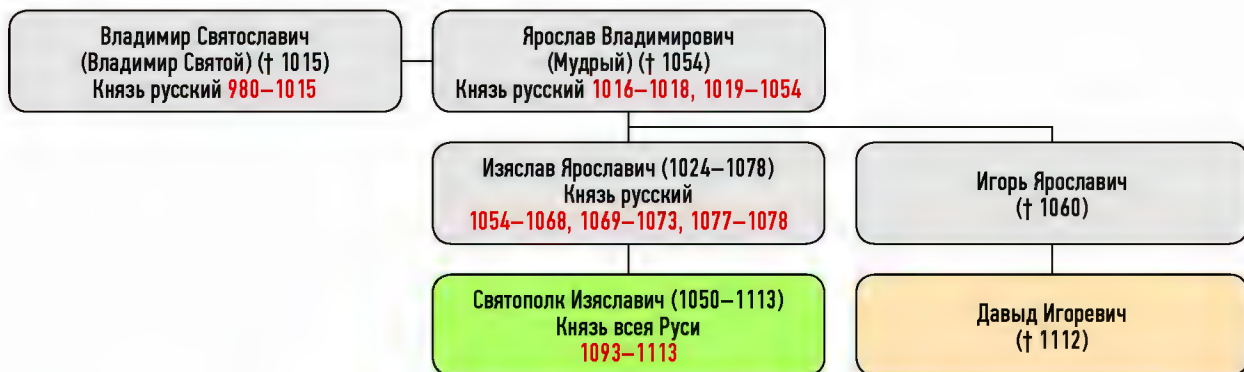 Владимир Святославич
(Владимир Святой) († 1015)
Князь русский 980–1015
Ярослав Владимирович
(Мудрый) († 1054)
Князь русский 1016–1018, 1019–1054
Изяслав Ярославич (1024–1078)
Князь русский
1054–1068, 1069–1073, 1077–1078
Игорь Ярославич
(† 1060)
Святополк Изяславич (1050–1113)
Князь всея Руси
1093–1113
Давыд Игоревич
(† 1112)